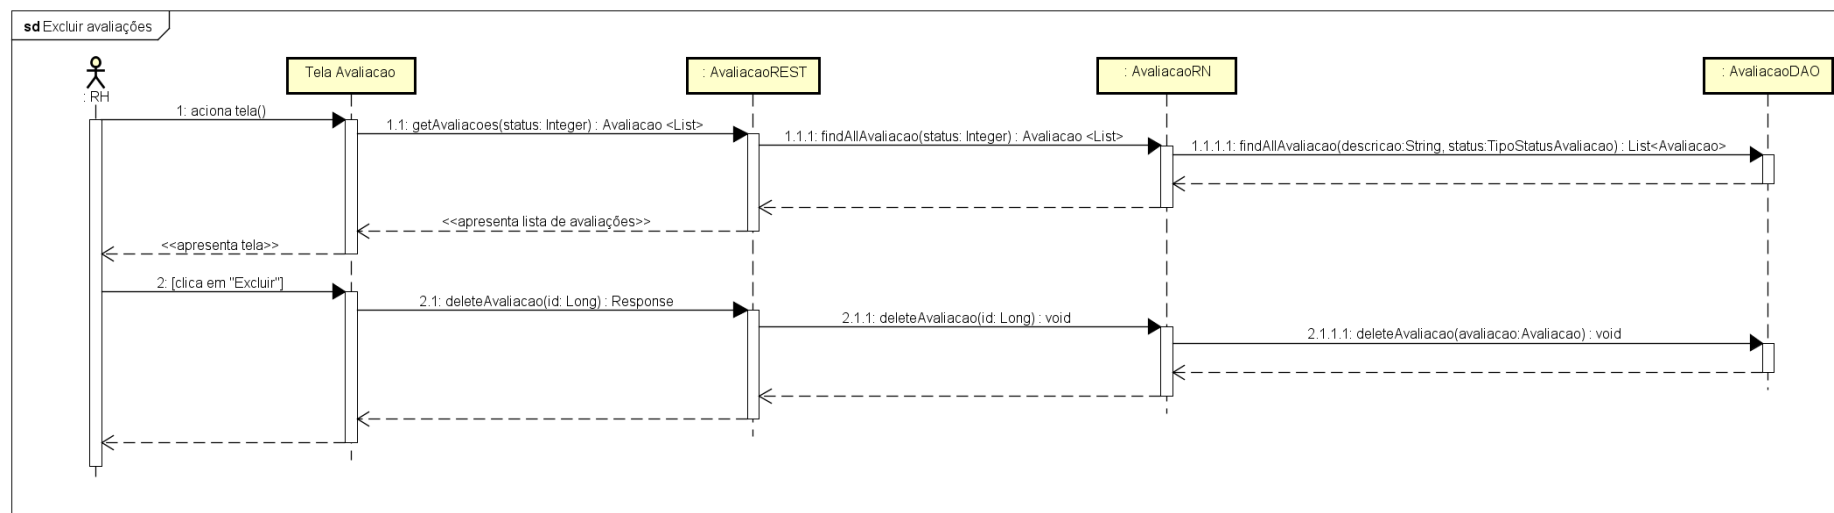 sd Excluir avaliações
: RH
Tela Avaliacao
: AvaliacaoREST
: AvaliacaoRN
: AvaliacaoDAO
1: aciona tela()
1.1: getAvaliacoes(status: Integer) : Avaliacao <List>
1.1.1: findAllAvaliacao(status: Integer) : Avaliacao <List>
1.1.1.1: findAllAvaliacao(descricao:String, status:TipoStatusAvaliacao) : List<Avaliacao>
<<apresenta lista de avaliações>>
<<apresenta tela>>
2: [clica em "Excluir"]
2.1: deleteAvaliacao(id: Long) : Response
2.1.1: deleteAvaliacao(id: Long) : void
2.1.1.1: deleteAvaliacao(avaliacao:Avaliacao) : void